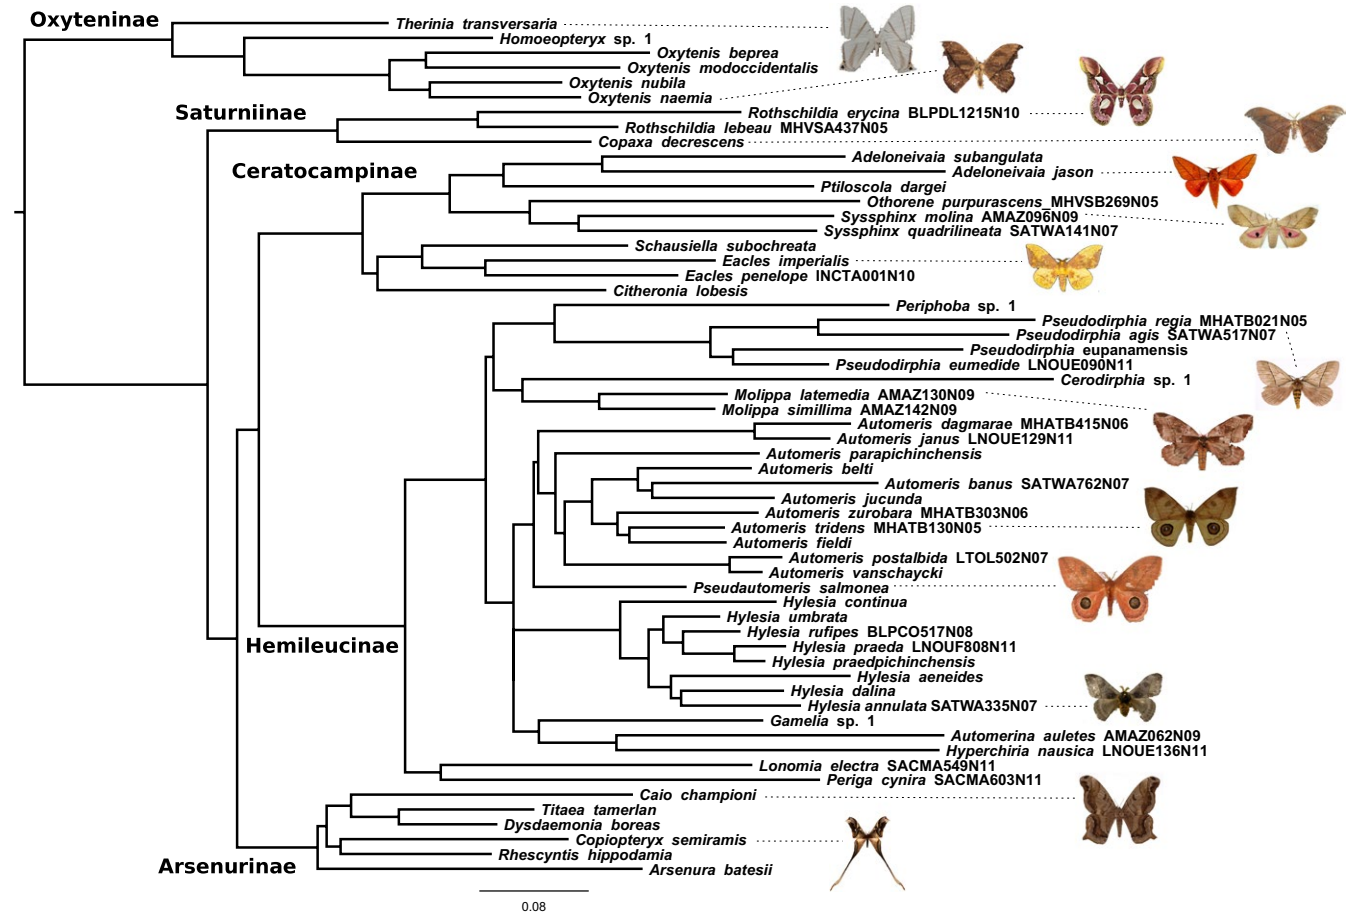 Oxyteninae
Therinia transversaria
Homoeopteryx sp. 1
Oxytenis beprea
Oxytenis modoccidentalis
Oxytenis nubila
Oxytenis naemia
Saturniinae
Rothschildia erycina BLPDL1215N10
Rothschildia lebeau MHVSA437N05
Copaxa decrescens
Ceratocampinae
Adeloneivaia subangulata
Adeloneivaia jason
Ptiloscola dargei
Othorene purpurascens_MHVSB269N05
Syssphinx molina AMAZ096N09
Syssphinx quadrilineata SATWA141N07
Schausiella subochreata
Eacles imperialis
Eacles penelope INCTA001N10
Citheronia lobesis
Periphoba sp. 1
Pseudodirphia regia MHATB021N05
Pseudodirphia agis SATWA517N07
Pseudodirphia eupanamensis
Pseudodirphia eumedide LNOUE090N11
Cerodirphia sp. 1
Molippa latemedia AMAZ130N09
Molippa simillima AMAZ142N09
Automeris dagmarae MHATB415N06
Automeris janus LNOUE129N11
Automeris parapichinchensis
Automeris belti
Automeris banus SATWA762N07
Automeris jucunda
Automeris zurobara MHATB303N06
Automeris tridens MHATB130N05
Automeris fieldi
Automeris postalbida LTOL502N07
Automeris vanschaycki
Pseudautomeris salmonea
Hylesia continua
Hylesia umbrata
Hylesia rufipes BLPCO517N08
Hemileucinae
Hylesia praeda LNOUF808N11
Hylesia praedpichinchensis
Hylesia aeneides
Hylesia dalina
Hylesia annulata SATWA335N07
Gamelia sp. 1
Automerina auletes AMAZ062N09
Hyperchiria nausica LNOUE136N11
Lonomia electra SACMA549N11
Periga cynira SACMA603N11
Caio championi
Titaea tamerlan
Dysdaemonia boreas
Copiopteryx semiramis
Rhescyntis hippodamia
Arsenurinae
Arsenura batesii
0.08